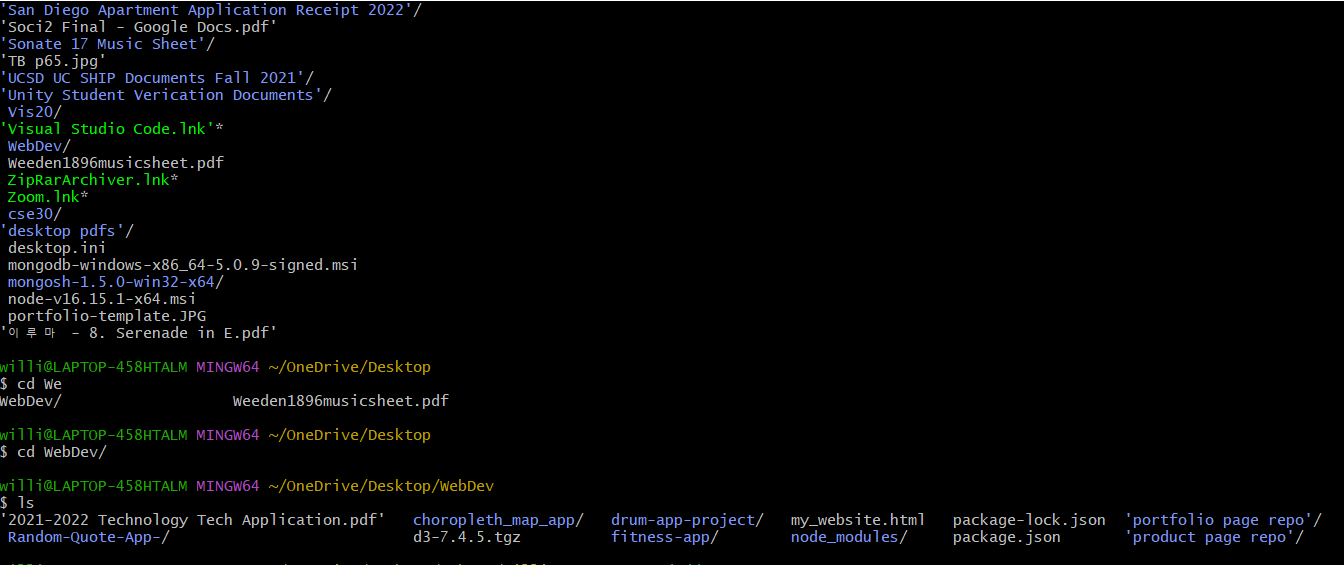 'San Diego Apartment Application Receipt 2022'/
'Soci2 Final - Google Docs.pdf'
'Sonate 17 Music Sheet'/
'TB p65.jpg'
'UCSD UC SHIP Documents Fall 2021'/
'Unity Student Verication Documents'/
Vis20/
'Visual Studio Code.lnk'*
WebDev/
Weeden1896musicsheet.pdf
ZipRarArchiver.lnk*
Zoom.lnk*
cse30/
'desktop pdfs'/
desktop.ini
mongodb-windows-x86_64-5.0.9-signed.msi
mongosh-1.5.0-win32-x64/
node-v16.15.1-x64.msi
portfolio-template.JPG
'이루마 - 8. Serenade in E.pdf'
willi@LAPTOP-458HTALM MINGW64 ~/OneDrive/Desktop
$ cd We
WebDev/ Weeden1896musicsheet.pdf
willi@LAPTOP-458HTALM MINGW64 ~/OneDrive/Desktop
$ cd WebDev/
willi@LAPTOP-458HTALM MINGW64 ~/OneDrive/Desktop/WebDev
$ ls
'2021-2022 Technology Tech Application.pdf' choropleth_map_app/ drum-app-project/ my_website.html package-lock.json 'portfolio page repo'/
Random-Quote-App-/ d3-7.4.5.tgz fitness-app/ node_modules/ package.json 'product page repo'/